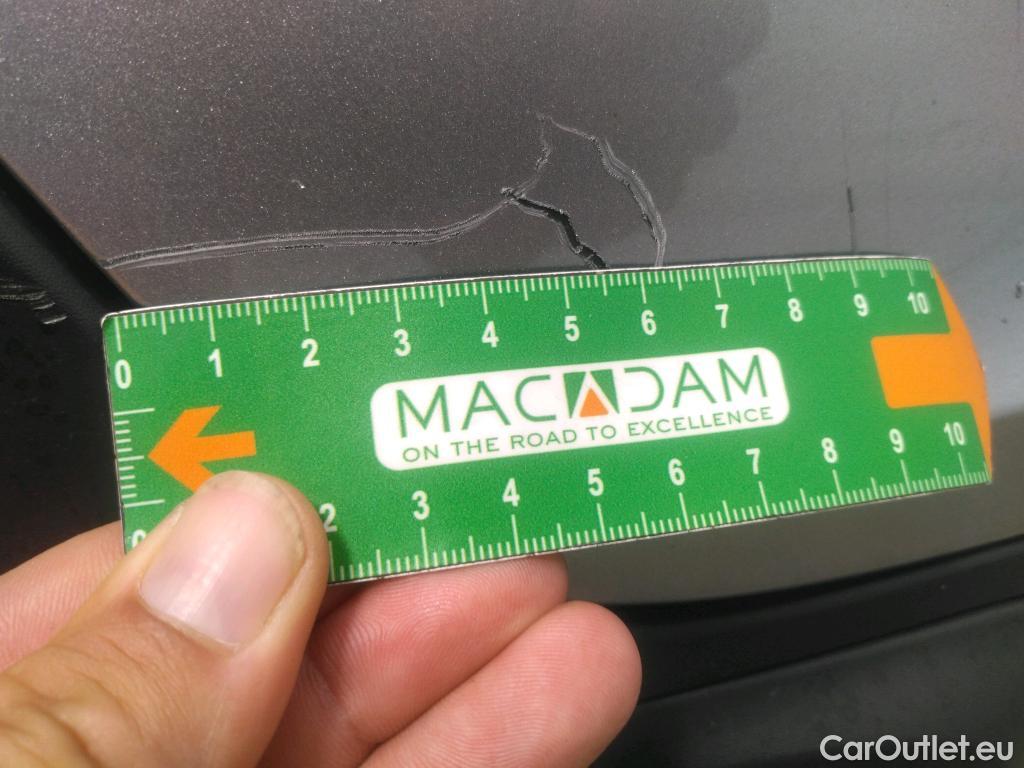 0 1 2 3 4 5 6 7 8 9 10
MACADAM
ON THE ROAD TO EXCELLENCE
2 3 4 5 6 7 8 9 10
CarOutlet.eu